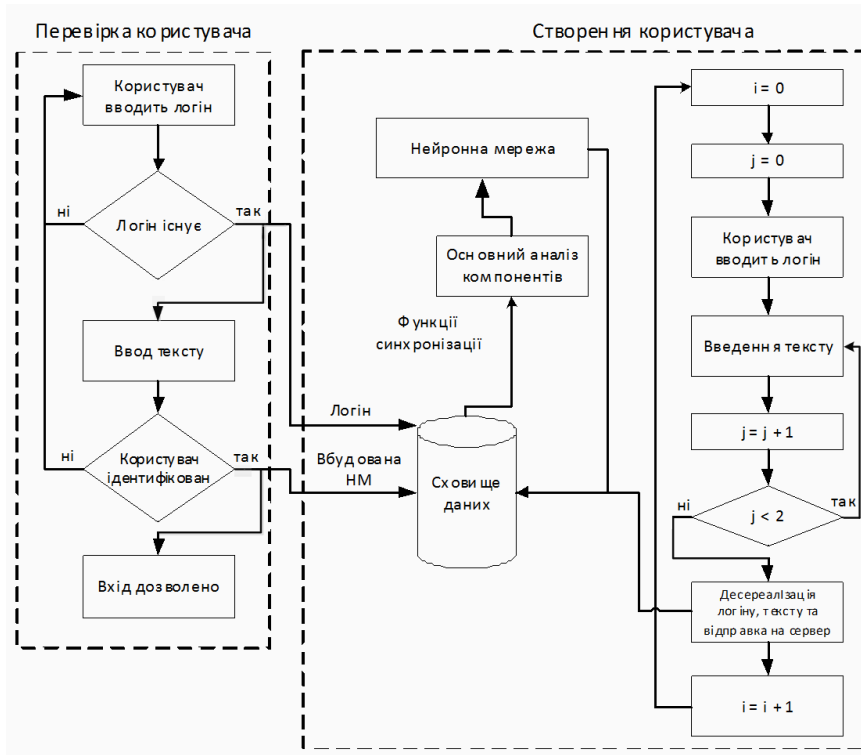 Перевірка користувача
Користувач
вводить логін
Логін існує
ні
так
Ввод тексту
Користувач
ідентифікован
ні
так
Вхід дозволено
Створення користувача
Нейронна мережа
Основний аналіз
компонентів
Функції
синхронізації
Логін
Вбудована
НМ
Сховище
даних
i = 0
j = 0
Користувач
вводить логін
Введення тексту
j = j + 1
j < 2
ні
так
Десереалізація
логіну, тексту та
відправка на сервер
i = i + 1